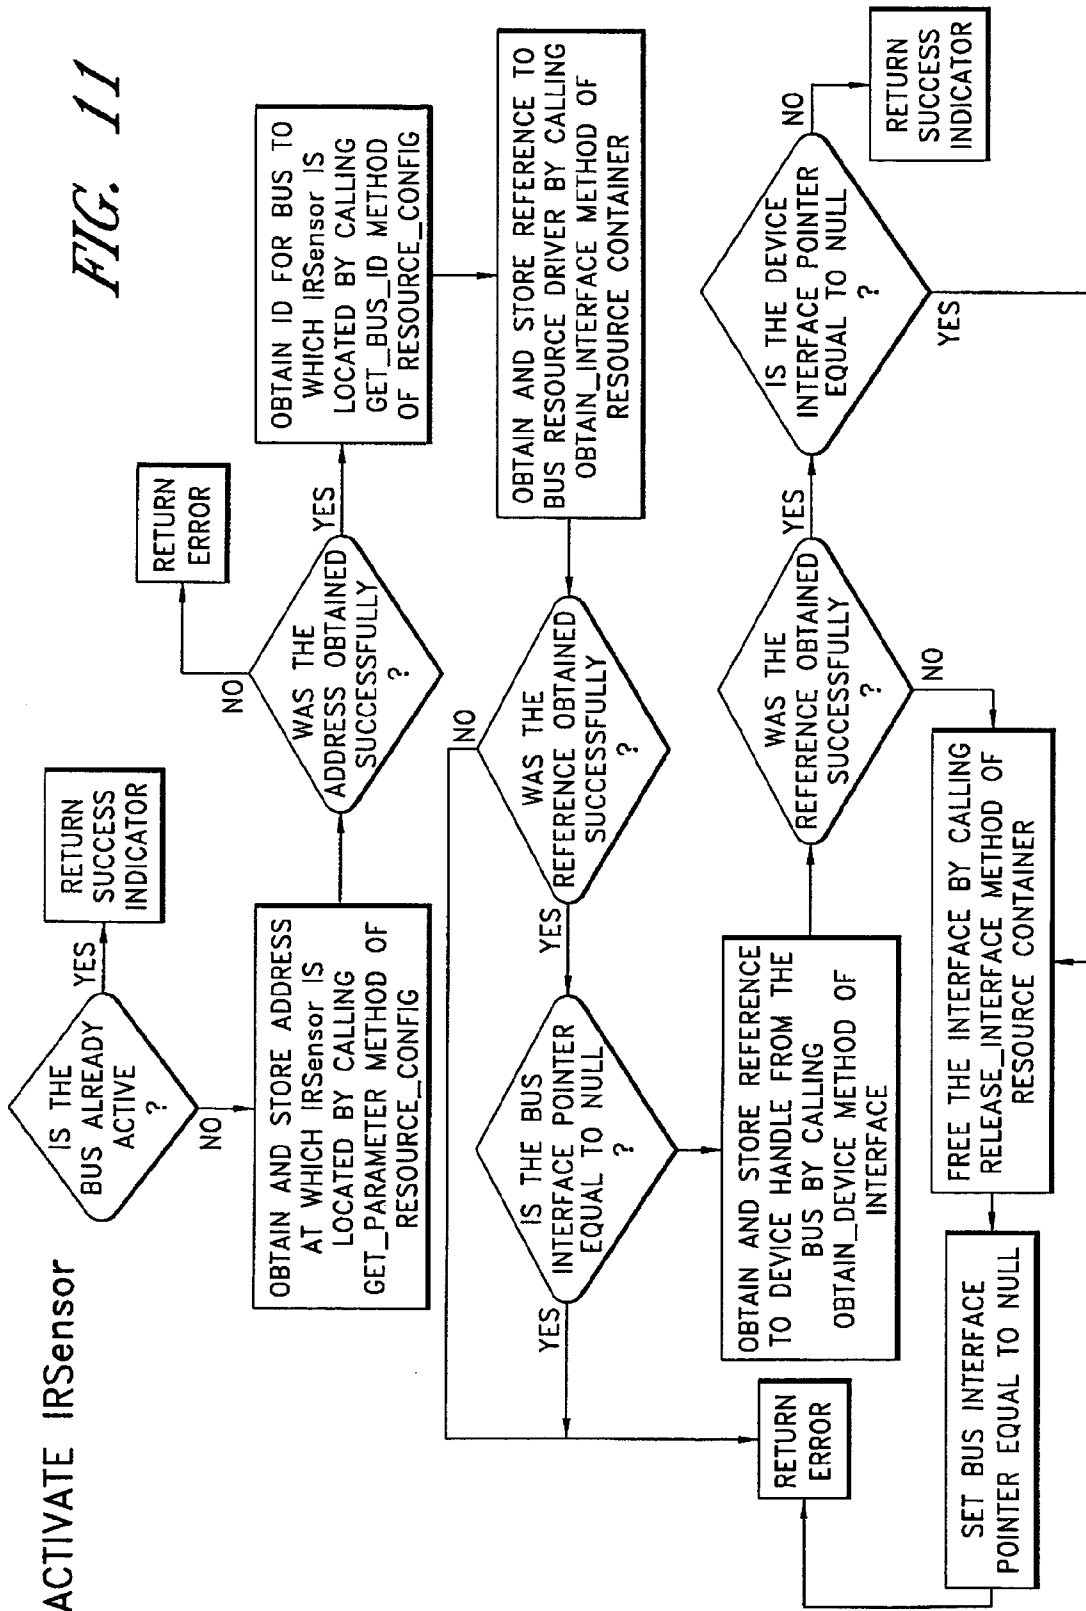 FIG. 11
ACTIVATE IRSensor
IS THE
BUS ALREADY
ACTIVE
?
YES
RETURN
SUCCESS
INDICATOR
NO
OBTAIN AND STORE ADDRESS
AT WHICH IRSensor IS
LOCATED BY CALLING
GET_PARAMETER METHOD OF
RESOURCE_CONFIG
WAS THE
ADDRESS OBTAINED
SUCCESSFULLY
?
NO
RETURN
ERROR
YES
OBTAIN ID FOR BUS TO
WHICH IRSensor IS
LOCATED BY CALLING
GET_BUS_ID METHOD
OF RESOURCE_CONFIG
OBTAIN AND STORE REFERENCE TO
BUS RESOURCE DRIVER BY CALLING
OBTAIN_INTERFACE METHOD OF
RESOURCE CONTAINER
WAS THE
REFERENCE OBTAINED
SUCCESSFULLY
?
NO
YES
IS THE BUS
INTERFACE POINTER
EQUAL TO NULL
?
YES
RETURN
ERROR
OBTAIN AND STORE REFERENCE
TO DEVICE HANDLE FROM THE
BUS BY CALLING
OBTAIN_DEVICE METHOD OF
INTERFACE
WAS THE
REFERENCE OBTAINED
SUCCESSFULLY
?
YES
NO
IS THE DEVICE
INTERFACE POINTER
EQUAL TO NULL
?
NO
RETURN
SUCCESS
INDICATOR
YES
FREE THE INTERFACE BY CALLING
RELEASE_INTERFACE METHOD OF
RESOURCE CONTAINER
SET BUS INTERFACE
POINTER EQUAL TO NULL